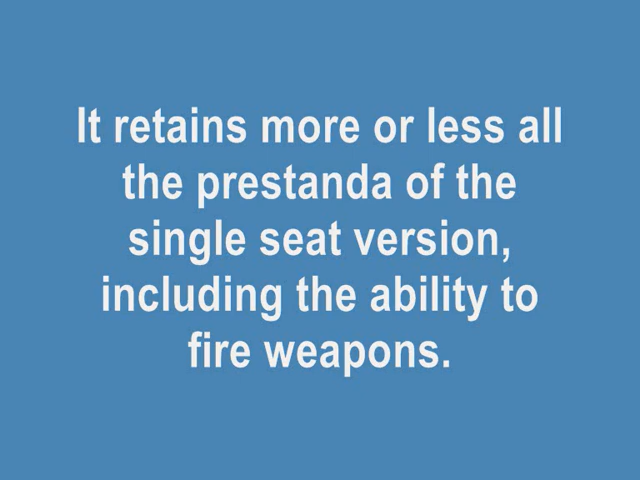 It retains more or less all
the prestanda of the
single seat version,
including the ability to
fire weapons.